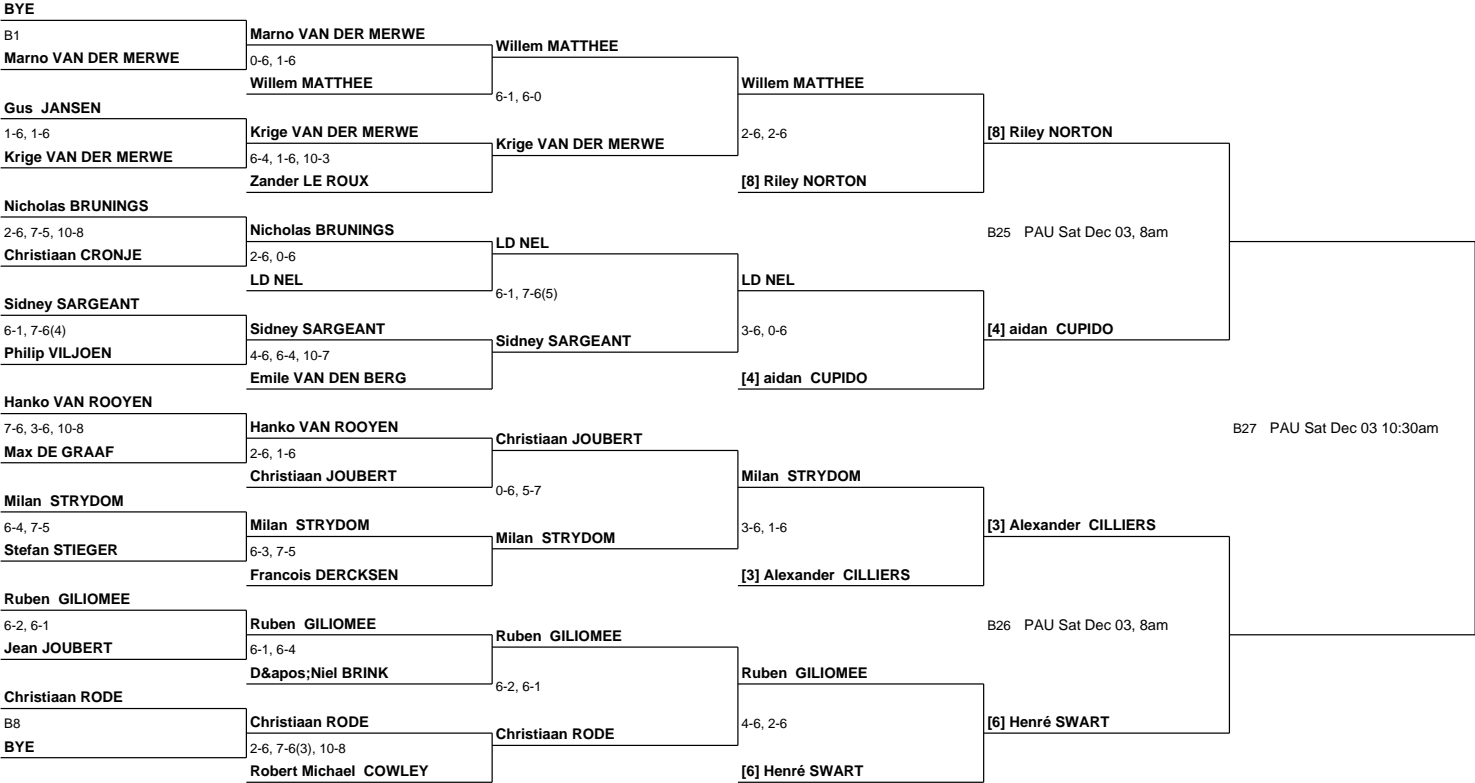 BYE
B1
Marno VAN DER MERWE
Gus JANSEN
1-6, 1-6
Krige VAN DER MERWE
Nicholas BRUNINGS
2-6, 7-5, 10-8
Christiaan CRONJE
Sidney SARGEANT
6-1, 7-6(4)
Philip VILJOEN
Hanko VAN ROOYEN
7-6, 3-6, 10-8
Max DE GRAAF
Milan STRYDOM
6-4, 7-5
Stefan STIEGER
Ruben GILIOMEE
6-2, 6-1
Jean JOUBERT
Christiaan RODE
B8
BYE
Marno VAN DER MERWE
0-6, 1-6
Willem MATTHEE
Krige VAN DER MERWE
6-4, 1-6, 10-3
Zander LE ROUX
Nicholas BRUNINGS
2-6, 0-6
LD NEL
Sidney SARGEANT
4-6, 6-4, 10-7
Emile VAN DEN BERG
Hanko VAN ROOYEN
2-6, 1-6
Christiaan JOUBERT
Milan STRYDOM
6-3, 7-5
Francois DERCKSEN
Ruben GILIOMEE
6-1, 6-4
D&apos;Niel BRINK
Christiaan RODE
2-6, 7-6(3), 10-8
Robert Michael COWLEY
Willem MATTHEE
6-1, 6-0
Krige VAN DER MERWE
LD NEL
6-1, 7-6(5)
Sidney SARGEANT
Christiaan JOUBERT
0-6, 5-7
Milan STRYDOM
Ruben GILIOMEE
6-2, 6-1
Christiaan RODE
Willem MATTHEE
2-6, 2-6
[8] Riley NORTON
LD NEL
3-6, 0-6
[4] aidan CUPIDO
Milan STRYDOM
3-6, 1-6
[3] Alexander CILLIERS
Ruben GILIOMEE
4-6, 2-6
[6] Henré SWART
[8] Riley NORTON
B25 PAU Sat Dec 03, 8am
[4] aidan CUPIDO
[3] Alexander CILLIERS
B26 PAU Sat Dec 03, 8am
[6] Henré SWART
B27 PAU Sat Dec 03 10:30am